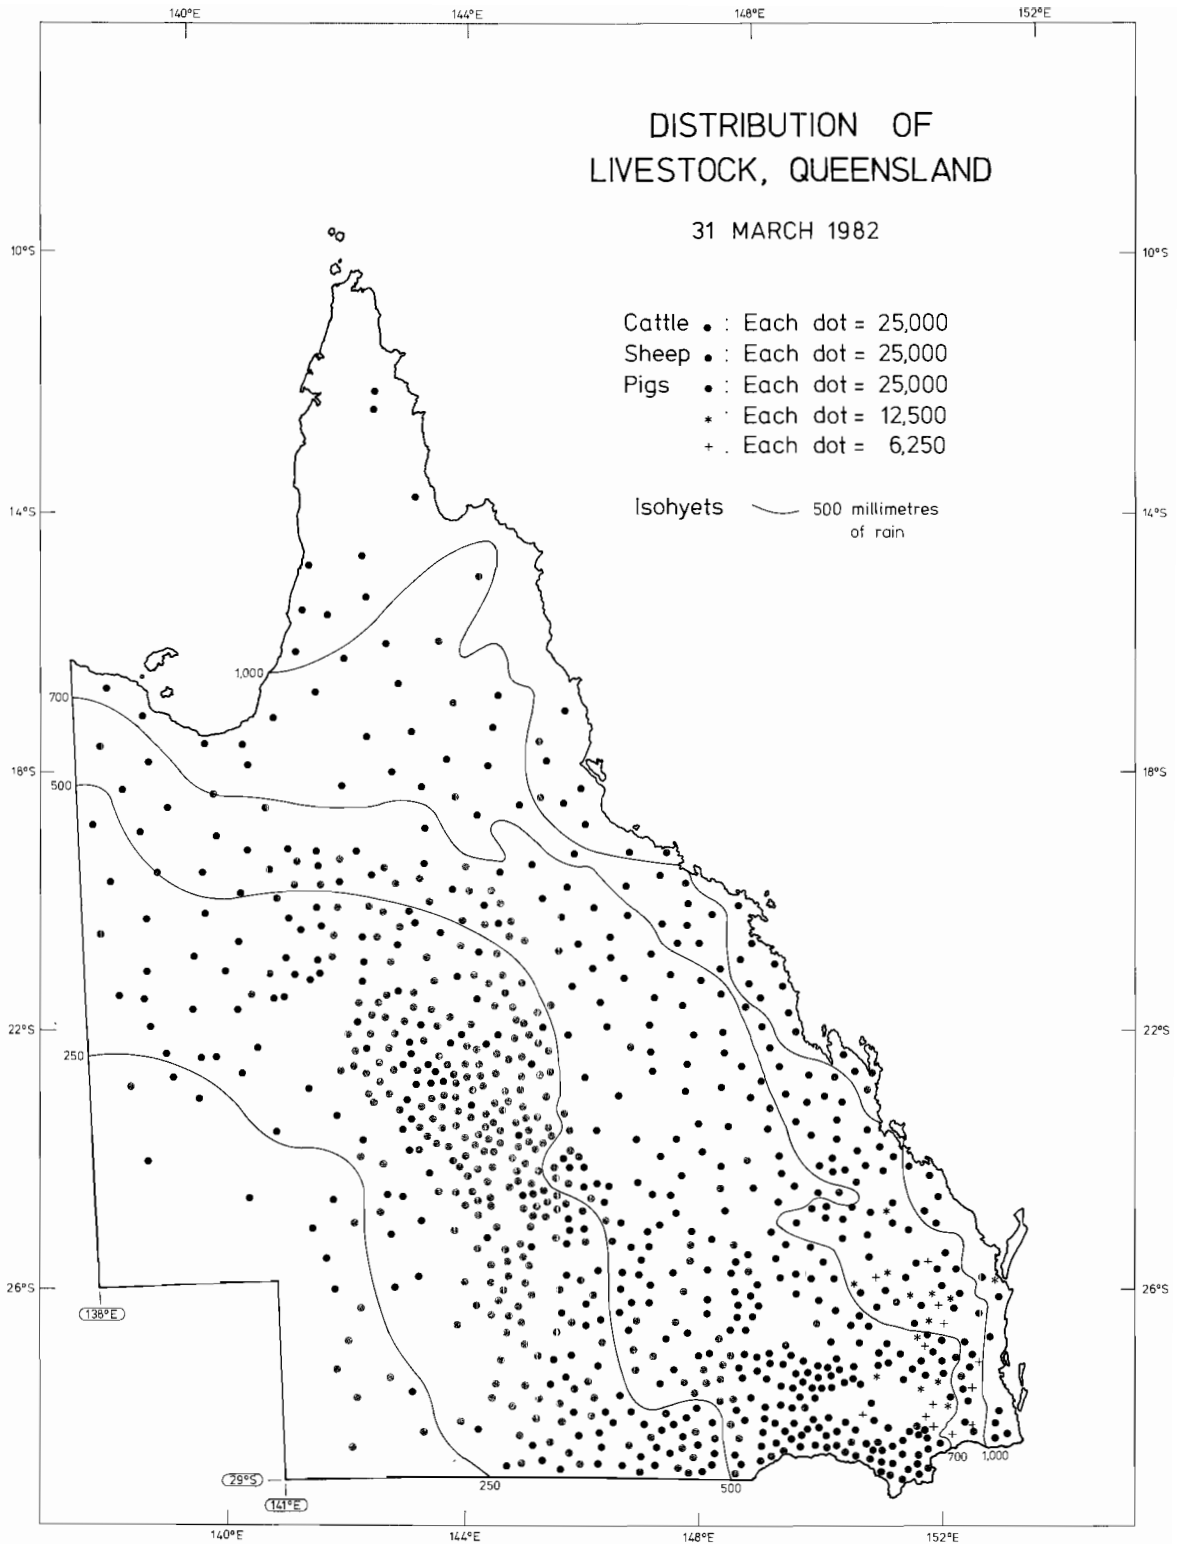 140°E 144°E 148°E 152°E
DISTRIBUTION OF
LIVESTOCK, QUEENSLAND
31 MARCH 1982
10°S 10°S
Cattle • : Each dot = 25,000
Sheep • : Each dot = 25,000
Pigs • : Each dot = 25,000
* : Each dot = 12,500
+ . Each dot = 6,250
14°S 14°S
Isohyets 500 millimetres
of rain
1,000
700
18°S 18°S
500
22°S 22°S
250
26°S 26°S
138°E
700 1,000
29°S
250 500
141°E
140°E 144°E 148°E 152°E